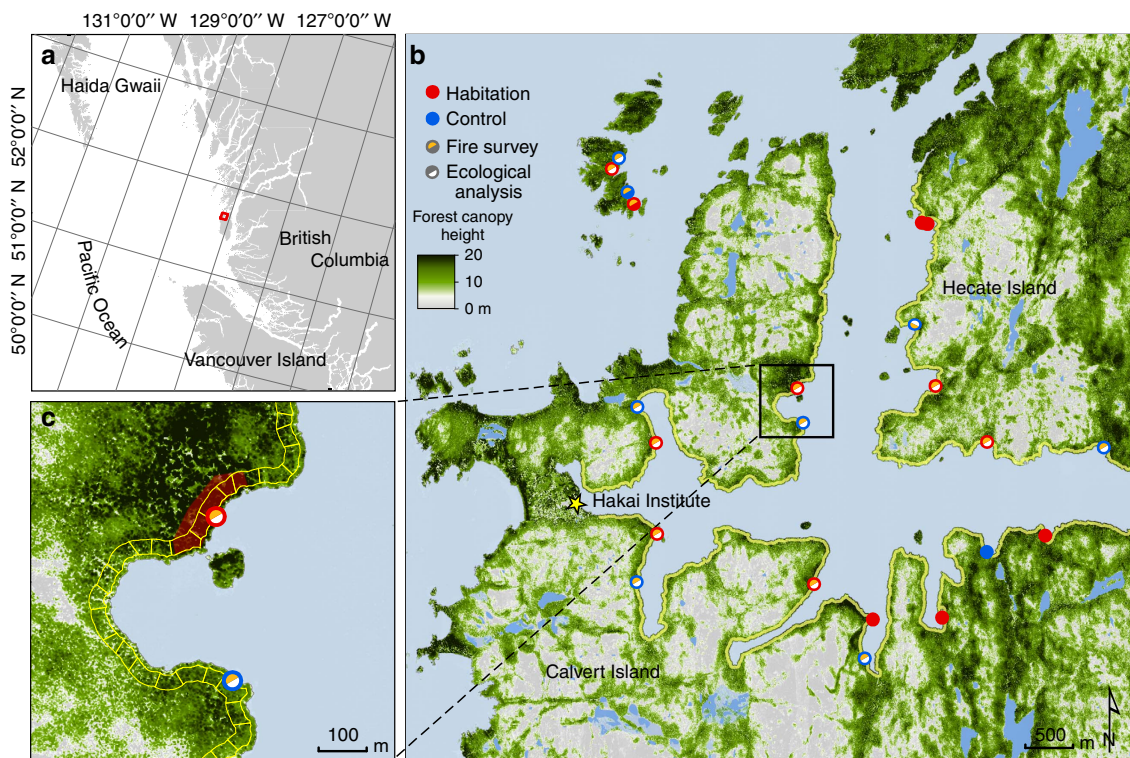 131°0'0'' W 129°0'0'' W 127°0'0'' W
a
Haida Gwaii
52°0'0'' N
51°0'0'' N
50°0'0'' N
British
Columbia
Pacific Ocean
Vancouver Island
b
Habitation
Control
Fire survey
Ecological
analysis
Forest canopy
height
20
10
0 m
Hecate Island
Hakai Institute
Calvert Island
500 m
N
c
100 m